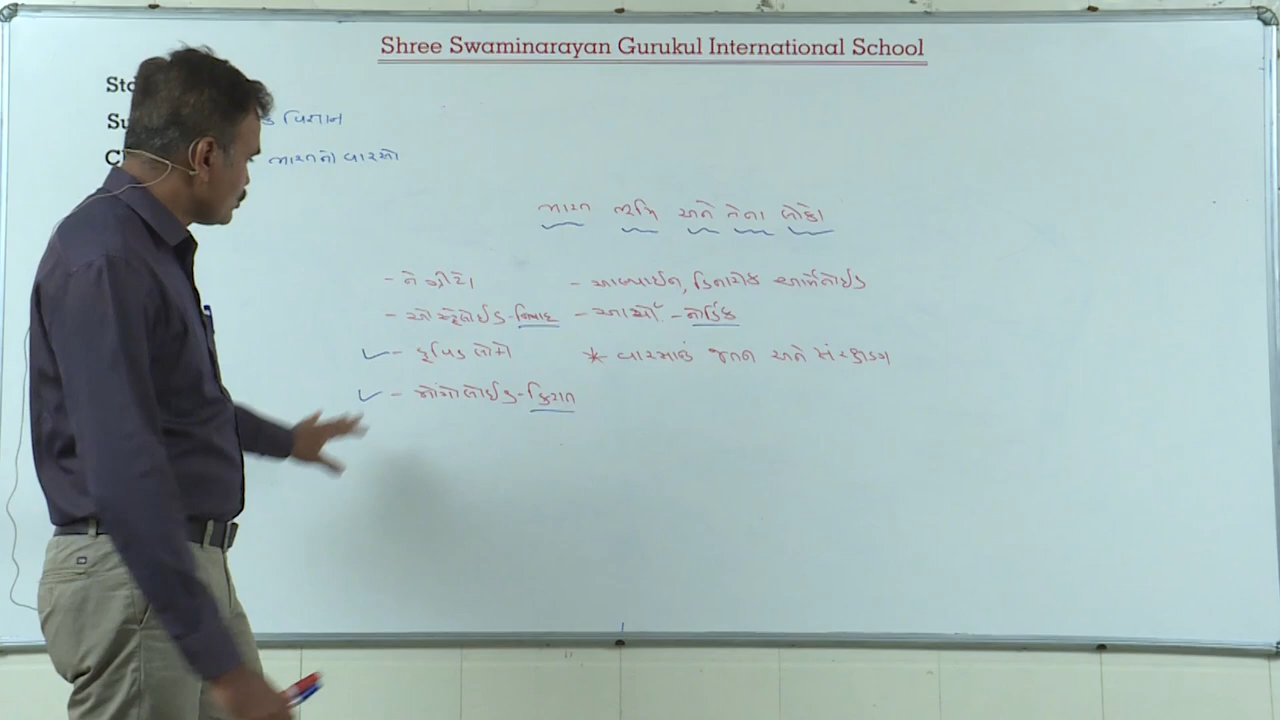 Shree Swaminarayan Gurukul International School
Std
Su
વિજ્ઞાન
C
ભારતનો વારસો
ભારત ભૂમિ અને તેના લોકો
- નેગ્રીટો
- ઓસ્ટ્રેલોઈડ - નિષાદ
- દ્રવિડ લોકો
- મોંગોલોઈડ - કિરાત
- આલ્પાઈન, ડિનારિક આર્મેનોઈડ
- આર્યો - નોર્ડિક
* વારસાનું જતન અને સંરક્ષણ